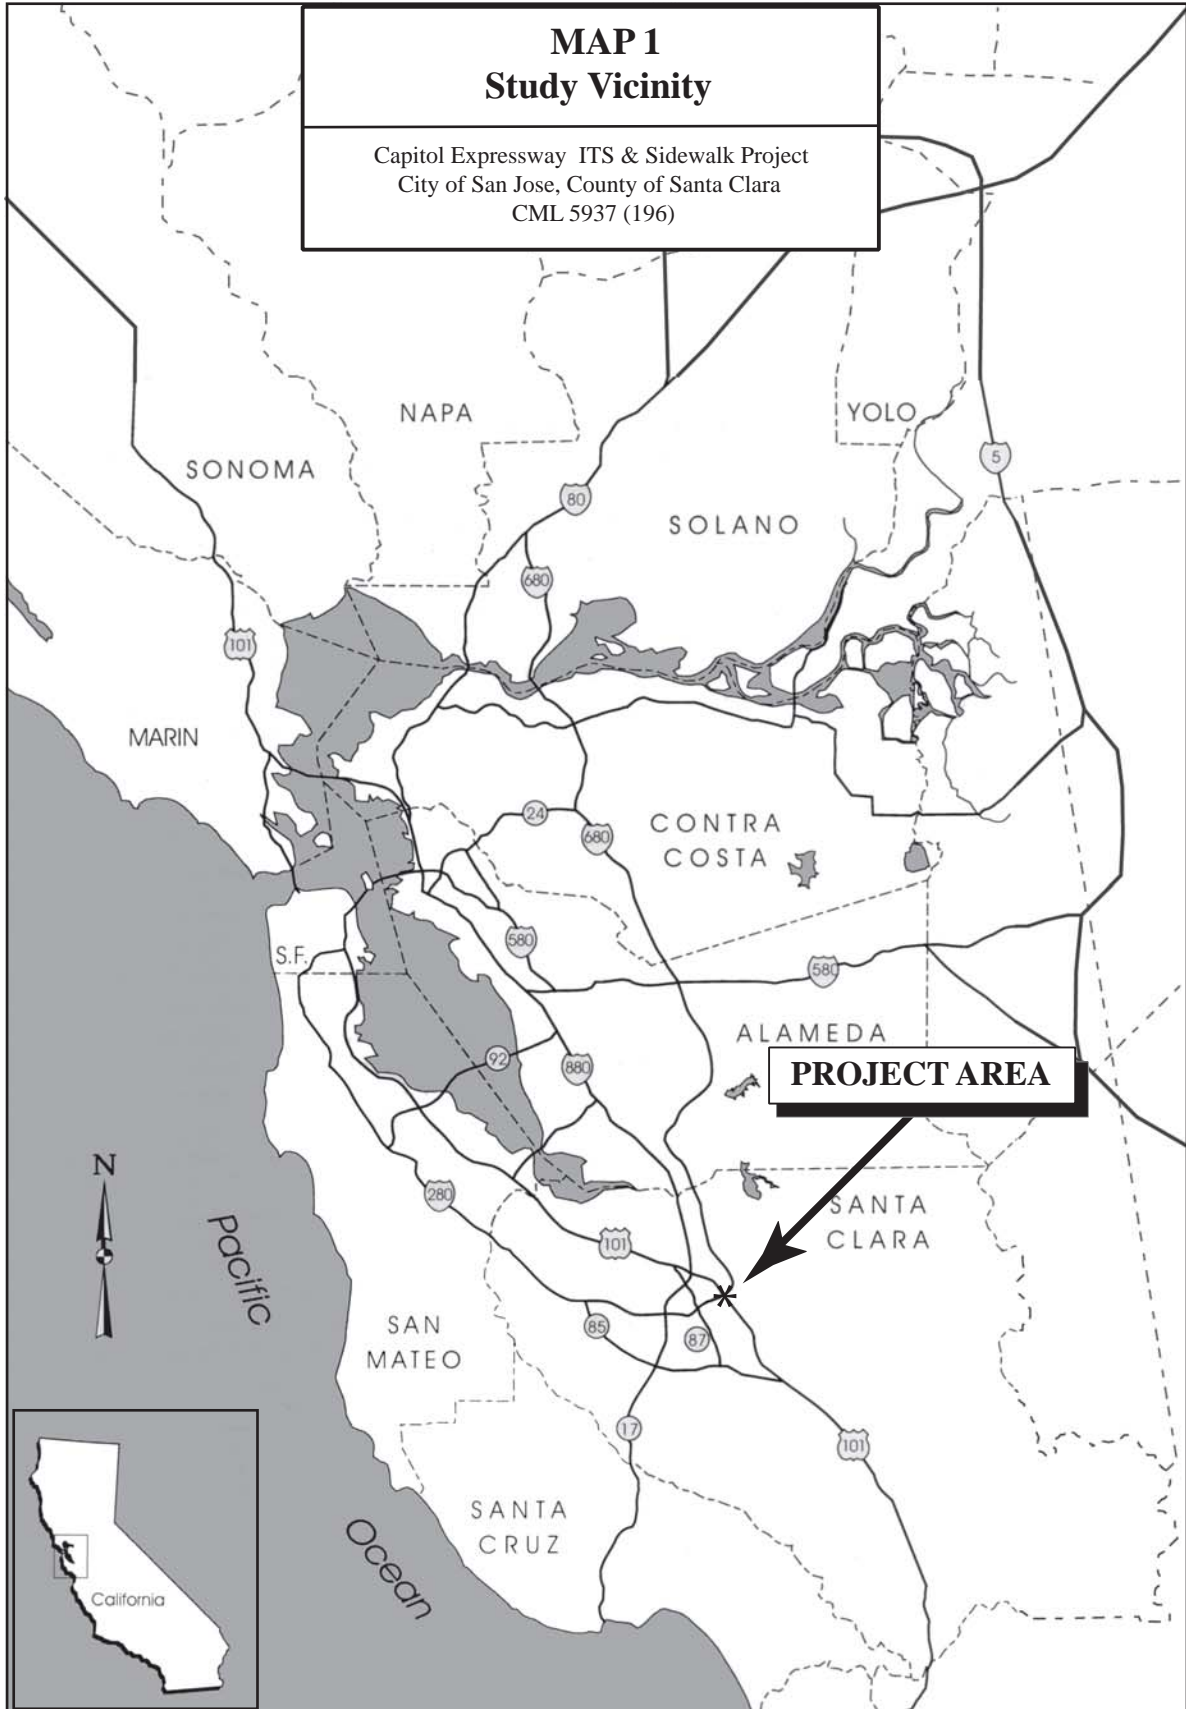 MAP 1
Study Vicinity
Capitol Expressway ITS & Sidewalk Project
City of San Jose, County of Santa Clara
CML 5937 (196)
NAPA
YOLO
SONOMA
5
80
SOLANO
680
101
MARIN
24
680
CONTRA
COSTA
S.F.
580
580
ALAMEDA
92
880
PROJECT AREA
N
280
SANTA
CLARA
Pacific
101
SAN
MATEO
85
87
17
101
SANTA
CRUZ
Ocean
California